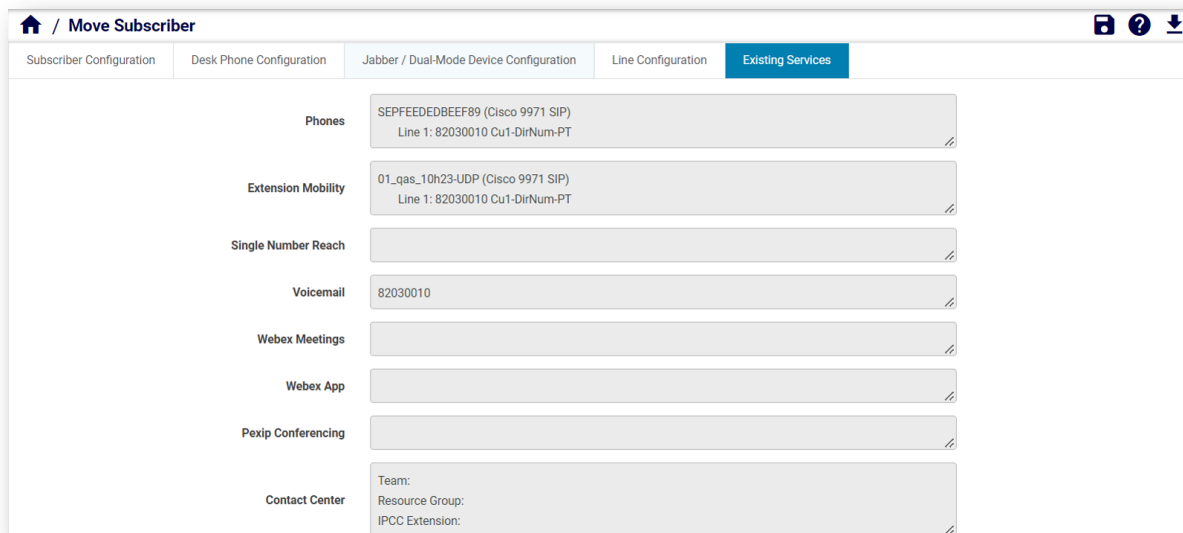 / Move Subscriber
Subscriber Configuration Desk Phone Configuration Jabber / Dual-Mode Device Configuration Line Configuration Existing Services
Phones
SEPFEEDEDBEEF89 (Cisco 9971 SIP)
Line 1: 82030010 Cu1-DirNum-PT
Extension Mobility
01_qas_10h23-UDP (Cisco 9971 SIP)
Line 1: 82030010 Cu1-DirNum-PT
Single Number Reach
Voicemail
82030010
Webex Meetings
Webex App
Pexip Conferencing
Contact Center
Team:
Resource Group:
IPCC Extension: